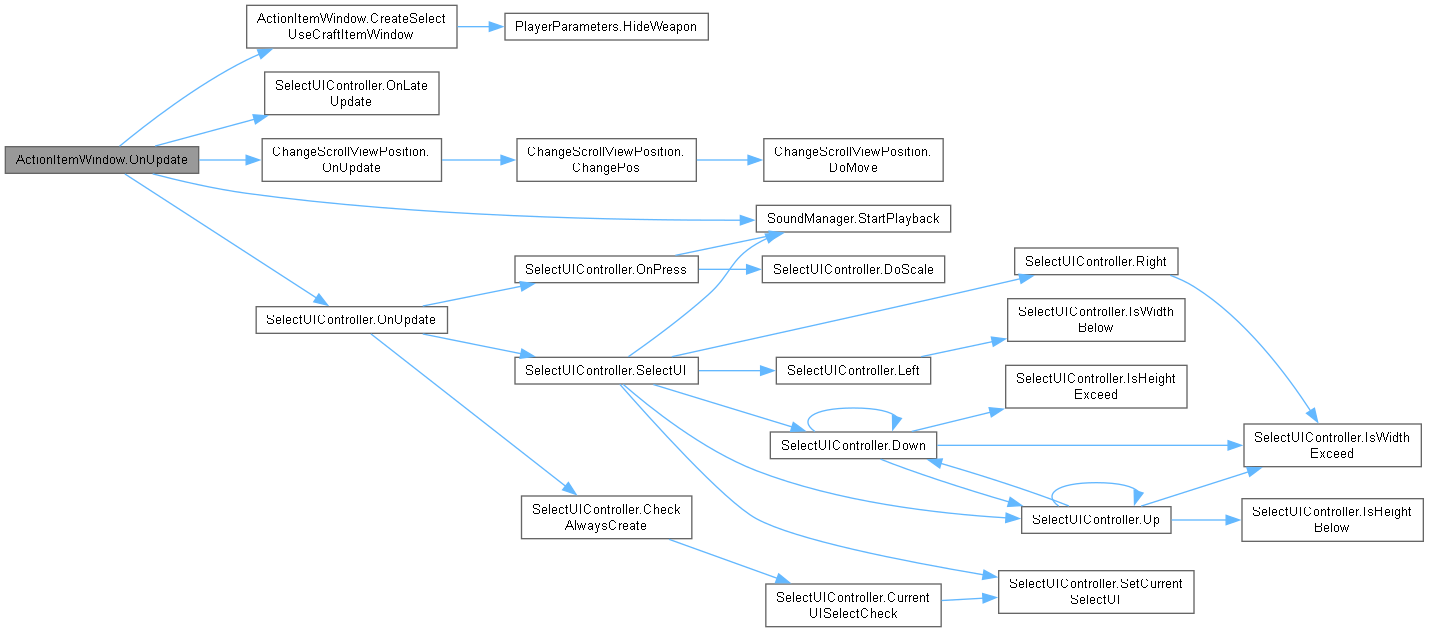 ActionItemWindow.CreateSelect
UseCraftItemWindow
PlayerParameters.HideWeapon
SelectUIController.OnLate
Update
ActionItemWindow.OnUpdate
ChangeScrollViewPosition.
OnUpdate
ChangeScrollViewPosition.
ChangePos
ChangeScrollViewPosition.
DoMove
SoundManager.StartPlayback
SelectUIController.OnPress
SelectUIController.DoScale
SelectUIController.Right
SelectUIController.OnUpdate
SelectUIController.IsWidth
Below
SelectUIController.SelectUI
SelectUIController.Left
SelectUIController.IsHeight
Exceed
SelectUIController.Down
SelectUIController.IsWidth
Exceed
SelectUIController.Check
AlwaysCreate
SelectUIController.Up
SelectUIController.IsHeight
Below
SelectUIController.Current
UISelectCheck
SelectUIController.SetCurrent
SelectUI